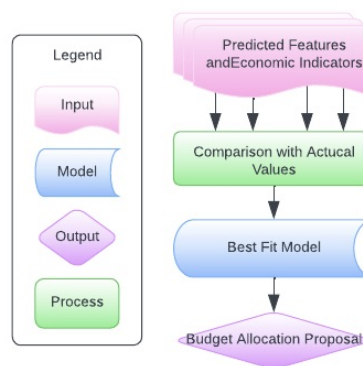 Legend
Input
Model
Output
Process
Predicted Features
andEconomic Indicators
Comparison with Actucal
Values
Best Fit Model
Budget Allocation Proposal